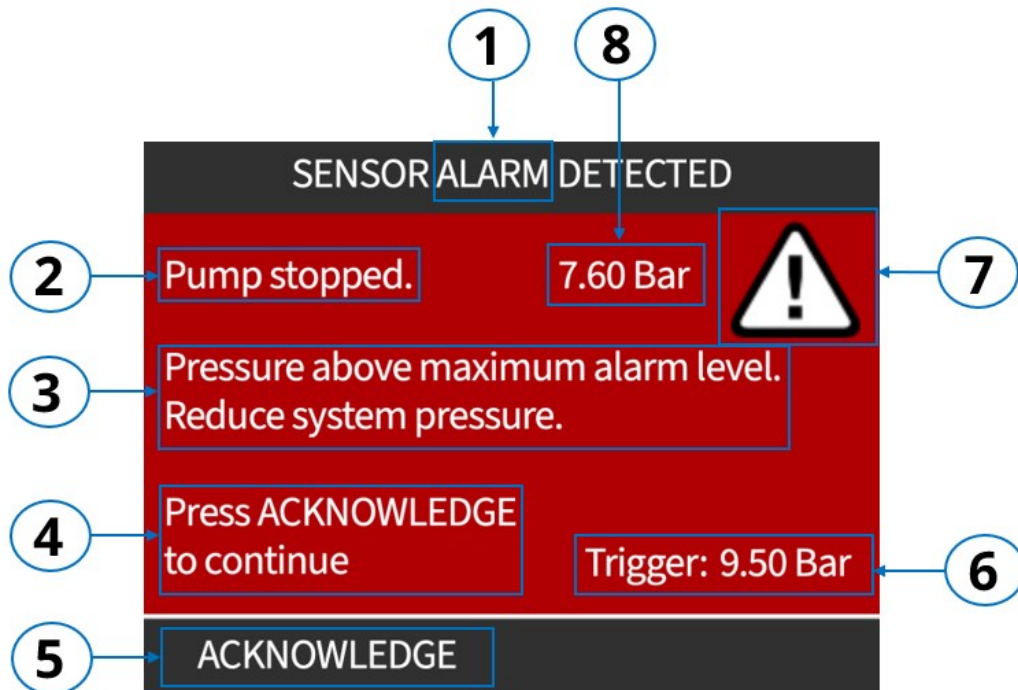 1
8
SENSOR ALARM DETECTED
2
Pump stopped.
7.60 Bar
!
7
3
Pressure above maximum alarm level.
Reduce system pressure.
4
Press ACKNOWLEDGE
to continue
Trigger: 9.50 Bar
6
5
ACKNOWLEDGE